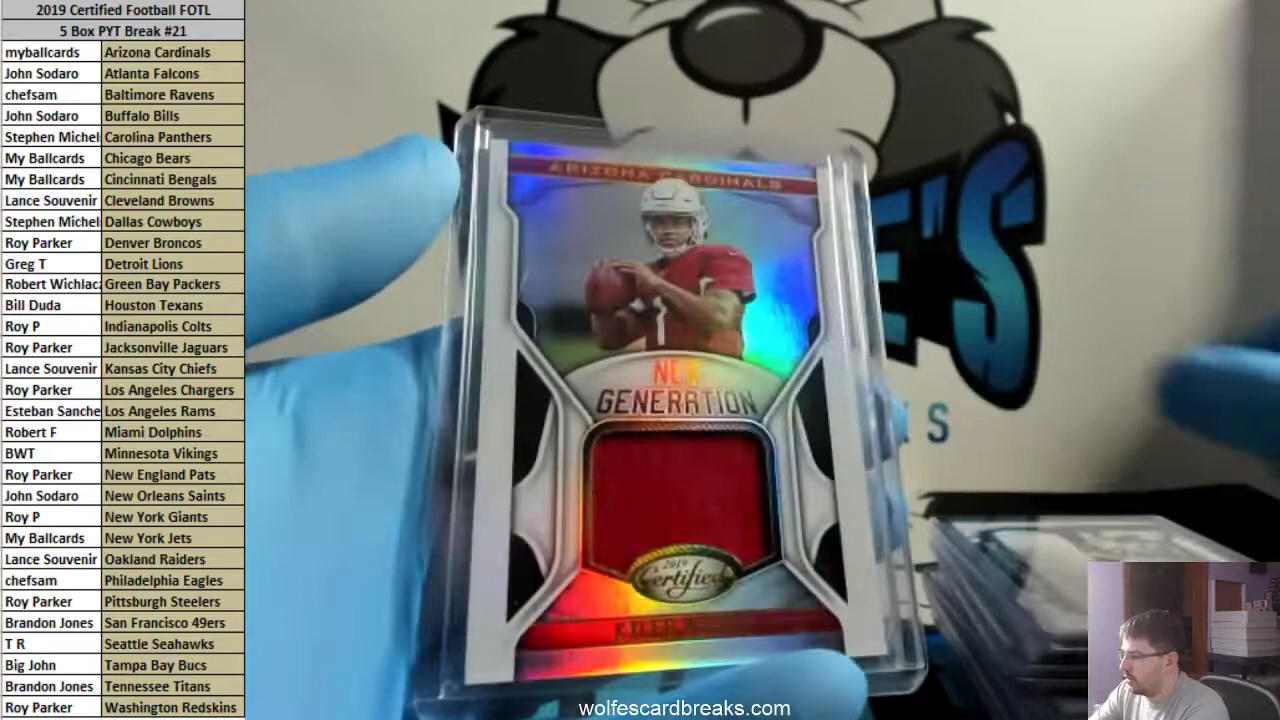 2019 Certified Football FOTL
5 Box PYT Break #21
myballcards Arizona Cardinals
John Sodaro Atlanta Falcons
chefsam Baltimore Ravens
John Sodaro Buffalo Bills
Stephen Michel Carolina Panthers
My Ballcards Chicago Bears
My Ballcards Cincinnati Bengals
Lance Souvenir Cleveland Browns
Stephen Michel Dallas Cowboys
Roy Parker Denver Broncos
Greg T Detroit Lions
Robert Wichlac Green Bay Packers
Bill Duda Houston Texans
Roy P Indianapolis Colts
Roy Parker Jacksonville Jaguars
Lance Souvenir Kansas City Chiefs
Roy Parker Los Angeles Chargers
Esteban Sanche Los Angeles Rams
Robert F Miami Dolphins
BWT Minnesota Vikings
Roy Parker New England Pats
John Sodaro New Orleans Saints
Roy P New York Giants
My Ballcards New York Jets
Lance Souvenir Oakland Raiders
chefsam Philadelphia Eagles
Roy Parker Pittsburgh Steelers
Brandon Jones San Francisco 49ers
T R Seattle Seahawks
Big John Tampa Bay Bucs
Brandon Jones Tennessee Titans
Roy Parker Washington Redskins
ARIZONA CARDINALS
1
NEW
GENERATION
2019
Certified
KYLER
E'S
S
wolfescardbreaks.com